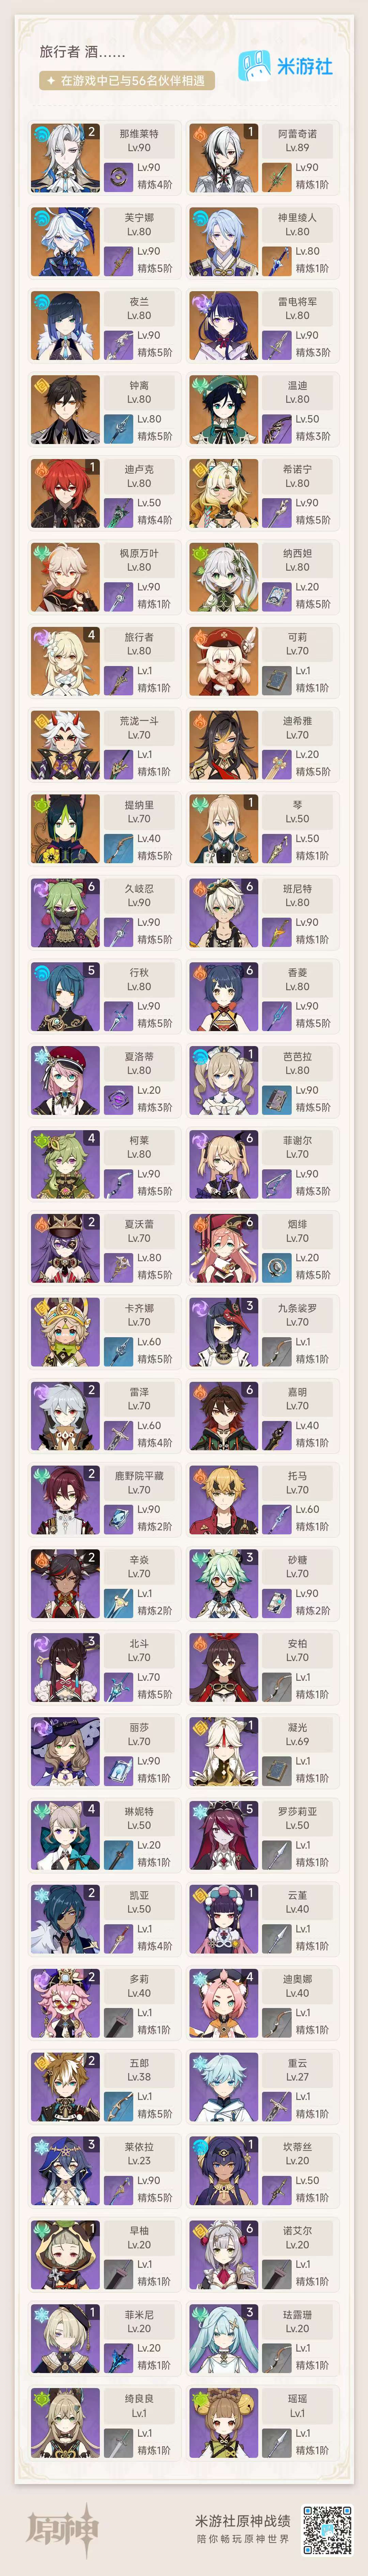 旅行者 酒……
在游戏中已与56名伙伴相遇
米游社
2
那维莱特
Lv.90
Lv.90
精炼4阶
1
阿蕾奇诺
Lv.89
Lv.90
精炼1阶
芙宁娜
Lv.80
Lv.90
精炼5阶
神里绫人
Lv.80
Lv.80
精炼1阶
夜兰
Lv.80
Lv.90
精炼5阶
雷电将军
Lv.80
Lv.90
精炼3阶
钟离
Lv.80
Lv.80
精炼5阶
温迪
Lv.80
Lv.50
精炼3阶
1
迪卢克
Lv.80
Lv.50
精炼4阶
希诺宁
Lv.80
Lv.90
精炼5阶
枫原万叶
Lv.80
Lv.90
精炼1阶
纳西妲
Lv.80
Lv.20
精炼5阶
4
旅行者
Lv.80
Lv.1
精炼1阶
可莉
Lv.70
Lv.1
精炼1阶
荒泷一斗
Lv.70
Lv.1
精炼1阶
迪希雅
Lv.70
Lv.20
精炼5阶
提纳里
Lv.70
Lv.40
精炼5阶
1
琴
Lv.50
Lv.50
精炼1阶
6
久岐忍
Lv.90
Lv.90
精炼5阶
6
班尼特
Lv.80
Lv.90
精炼1阶
5
行秋
Lv.80
Lv.90
精炼5阶
6
香菱
Lv.80
Lv.90
精炼5阶
夏洛蒂
Lv.80
Lv.20
精炼3阶
1
芭芭拉
Lv.80
Lv.90
精炼5阶
4
柯莱
Lv.80
Lv.90
精炼5阶
6
菲谢尔
Lv.70
Lv.90
精炼3阶
2
夏沃蕾
Lv.70
Lv.80
精炼5阶
6
烟绯
Lv.70
Lv.20
精炼5阶
卡齐娜
Lv.70
Lv.60
精炼5阶
3
九条裟罗
Lv.70
Lv.1
精炼1阶
2
雷泽
Lv.70
Lv.60
精炼4阶
6
嘉明
Lv.70
Lv.40
精炼1阶
2
鹿野院平藏
Lv.70
Lv.90
精炼2阶
托马
Lv.70
Lv.60
精炼1阶
2
辛焱
Lv.70
Lv.1
精炼2阶
3
砂糖
Lv.70
Lv.90
精炼2阶
3
北斗
Lv.70
Lv.70
精炼5阶
安柏
Lv.70
Lv.1
精炼1阶
丽莎
Lv.70
Lv.90
精炼1阶
1
凝光
Lv.69
Lv.1
精炼1阶
4
琳妮特
Lv.50
Lv.20
精炼1阶
5
罗莎莉亚
Lv.50
Lv.1
精炼1阶
2
凯亚
Lv.50
Lv.1
精炼4阶
1
云堇
Lv.40
Lv.1
精炼1阶
2
多莉
Lv.40
Lv.1
精炼1阶
4
迪奥娜
Lv.40
Lv.1
精炼1阶
2
五郎
Lv.38
Lv.1
精炼5阶
重云
Lv.27
Lv.1
精炼1阶
3
莱依拉
Lv.23
Lv.90
精炼5阶
1
坎蒂丝
Lv.20
Lv.50
精炼1阶
1
早柚
Lv.20
Lv.1
精炼1阶
6
诺艾尔
Lv.20
Lv.1
精炼1阶
1
菲米尼
Lv.20
Lv.20
精炼1阶
3
珐露珊
Lv.20
Lv.1
精炼1阶
绮良良
Lv.1
Lv.1
精炼1阶
瑶瑶
Lv.1
Lv.1
精炼1阶
原神
米游社原神战绩
陪你畅玩原神世界